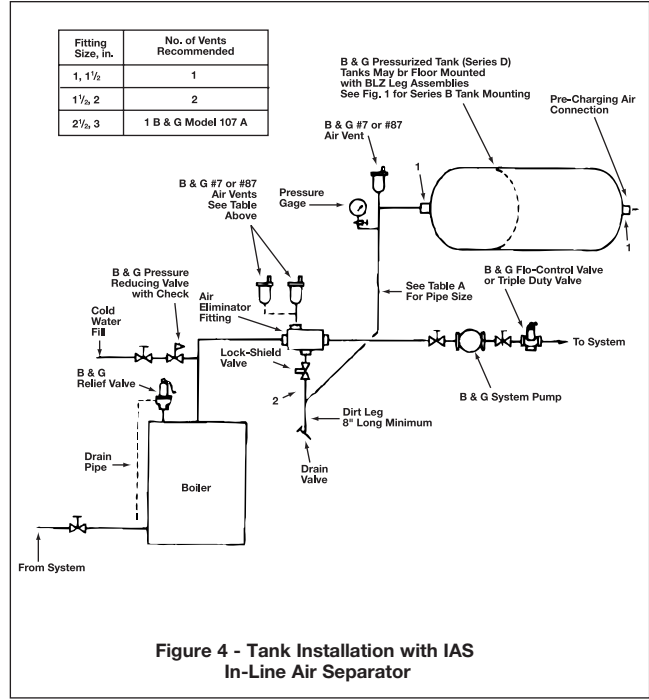 Fitting
Size, in.
No. of Vents
Recommended
1, 1½
1
1½, 2
2
2½, 3
1 B & G Model 107 A
B & G Pressurized Tank (Series D)
Tanks May br Floor Mounted
with BLZ Leg Assemblies
See Fig. 1 for Series B Tank Mounting
Pre-Charging Air
Connection
B & G #7 or #87
Air Vent
1
1
B & G #7 or #87
Air Vents
See Table
Above
Pressure
Gage
B & G Pressure
Reducing Valve
with Check
Air
Eliminator
Fitting
See Table A
For Pipe Size
B & G Flo-Control Valve
or Triple Duty Valve
Cold
Water
Fill
To System
Lock-Shield
Valve
B & G
Relief Valve
B & G System Pump
2
Dirt Leg
8" Long Minimum
Drain
Pipe
Drain
Valve
Boiler
From System
Figure 4 - Tank Installation with IAS
In-Line Air Separator